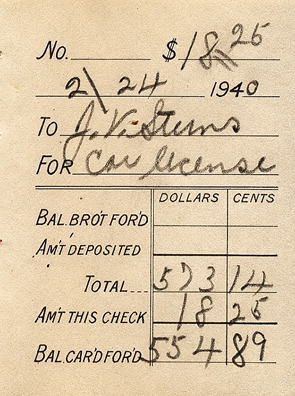 No. $18 25
2\24 1940
To J. V. Sterns
FOR Car license
DOLLARS CENTS
BAL. BRO'T FOR'D
AM'T DEPOSITED
TOTAL... 573 14
AM'T THIS CHECK 18 25
BAL. CAR'D FOR'D 554 89